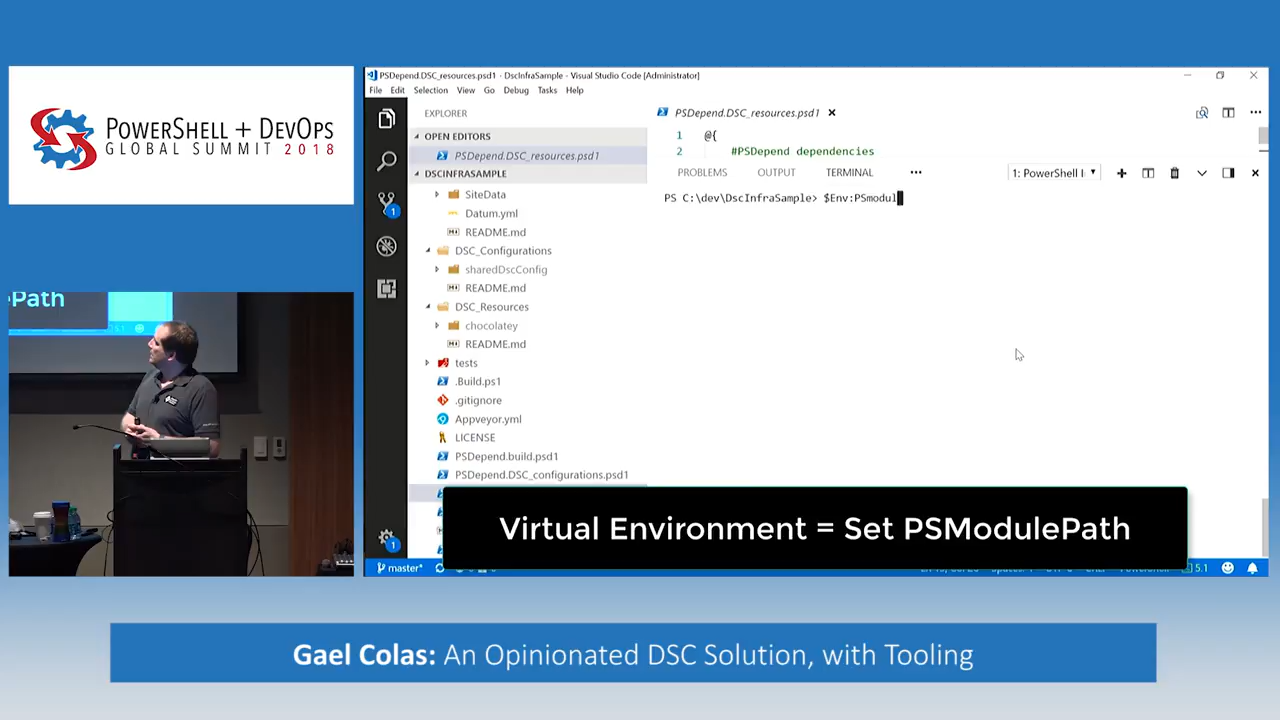 POWERSHELL + DEVOPS
GLOBAL SUMMIT 2018
PSDepend.DSC_resources.psd1 - DscInfraSample - Visual Studio Code [Administrator]
File Edit Selection View Go Debug Tasks Help
EXPLORER
OPEN EDITORS
PSDepend.DSC_resources.psd1
DSCINFRASAMPLE
SiteData
Datum.yml
README.md
DSC_Configurations
sharedDscConfig
README.md
DSC_Resources
chocolatey
README.md
tests
.Build.ps1
.gitignore
Appveyor.yml
LICENSE
PSDepend.build.psd1
PSDepend.DSC_configurations.psd1
PSDepend.DSC_resources.psd1
1 @{
2 #PSDepend dependencies
PROBLEMS OUTPUT TERMINAL ••• 1: PowerShell I
PS C:\dev\DscInfraSample> $Env:PSmodul
Virtual Environment = Set PSModulePath
master* 5.1
-Path
Gael Colas: An Opinionated DSC Solution, with Tooling